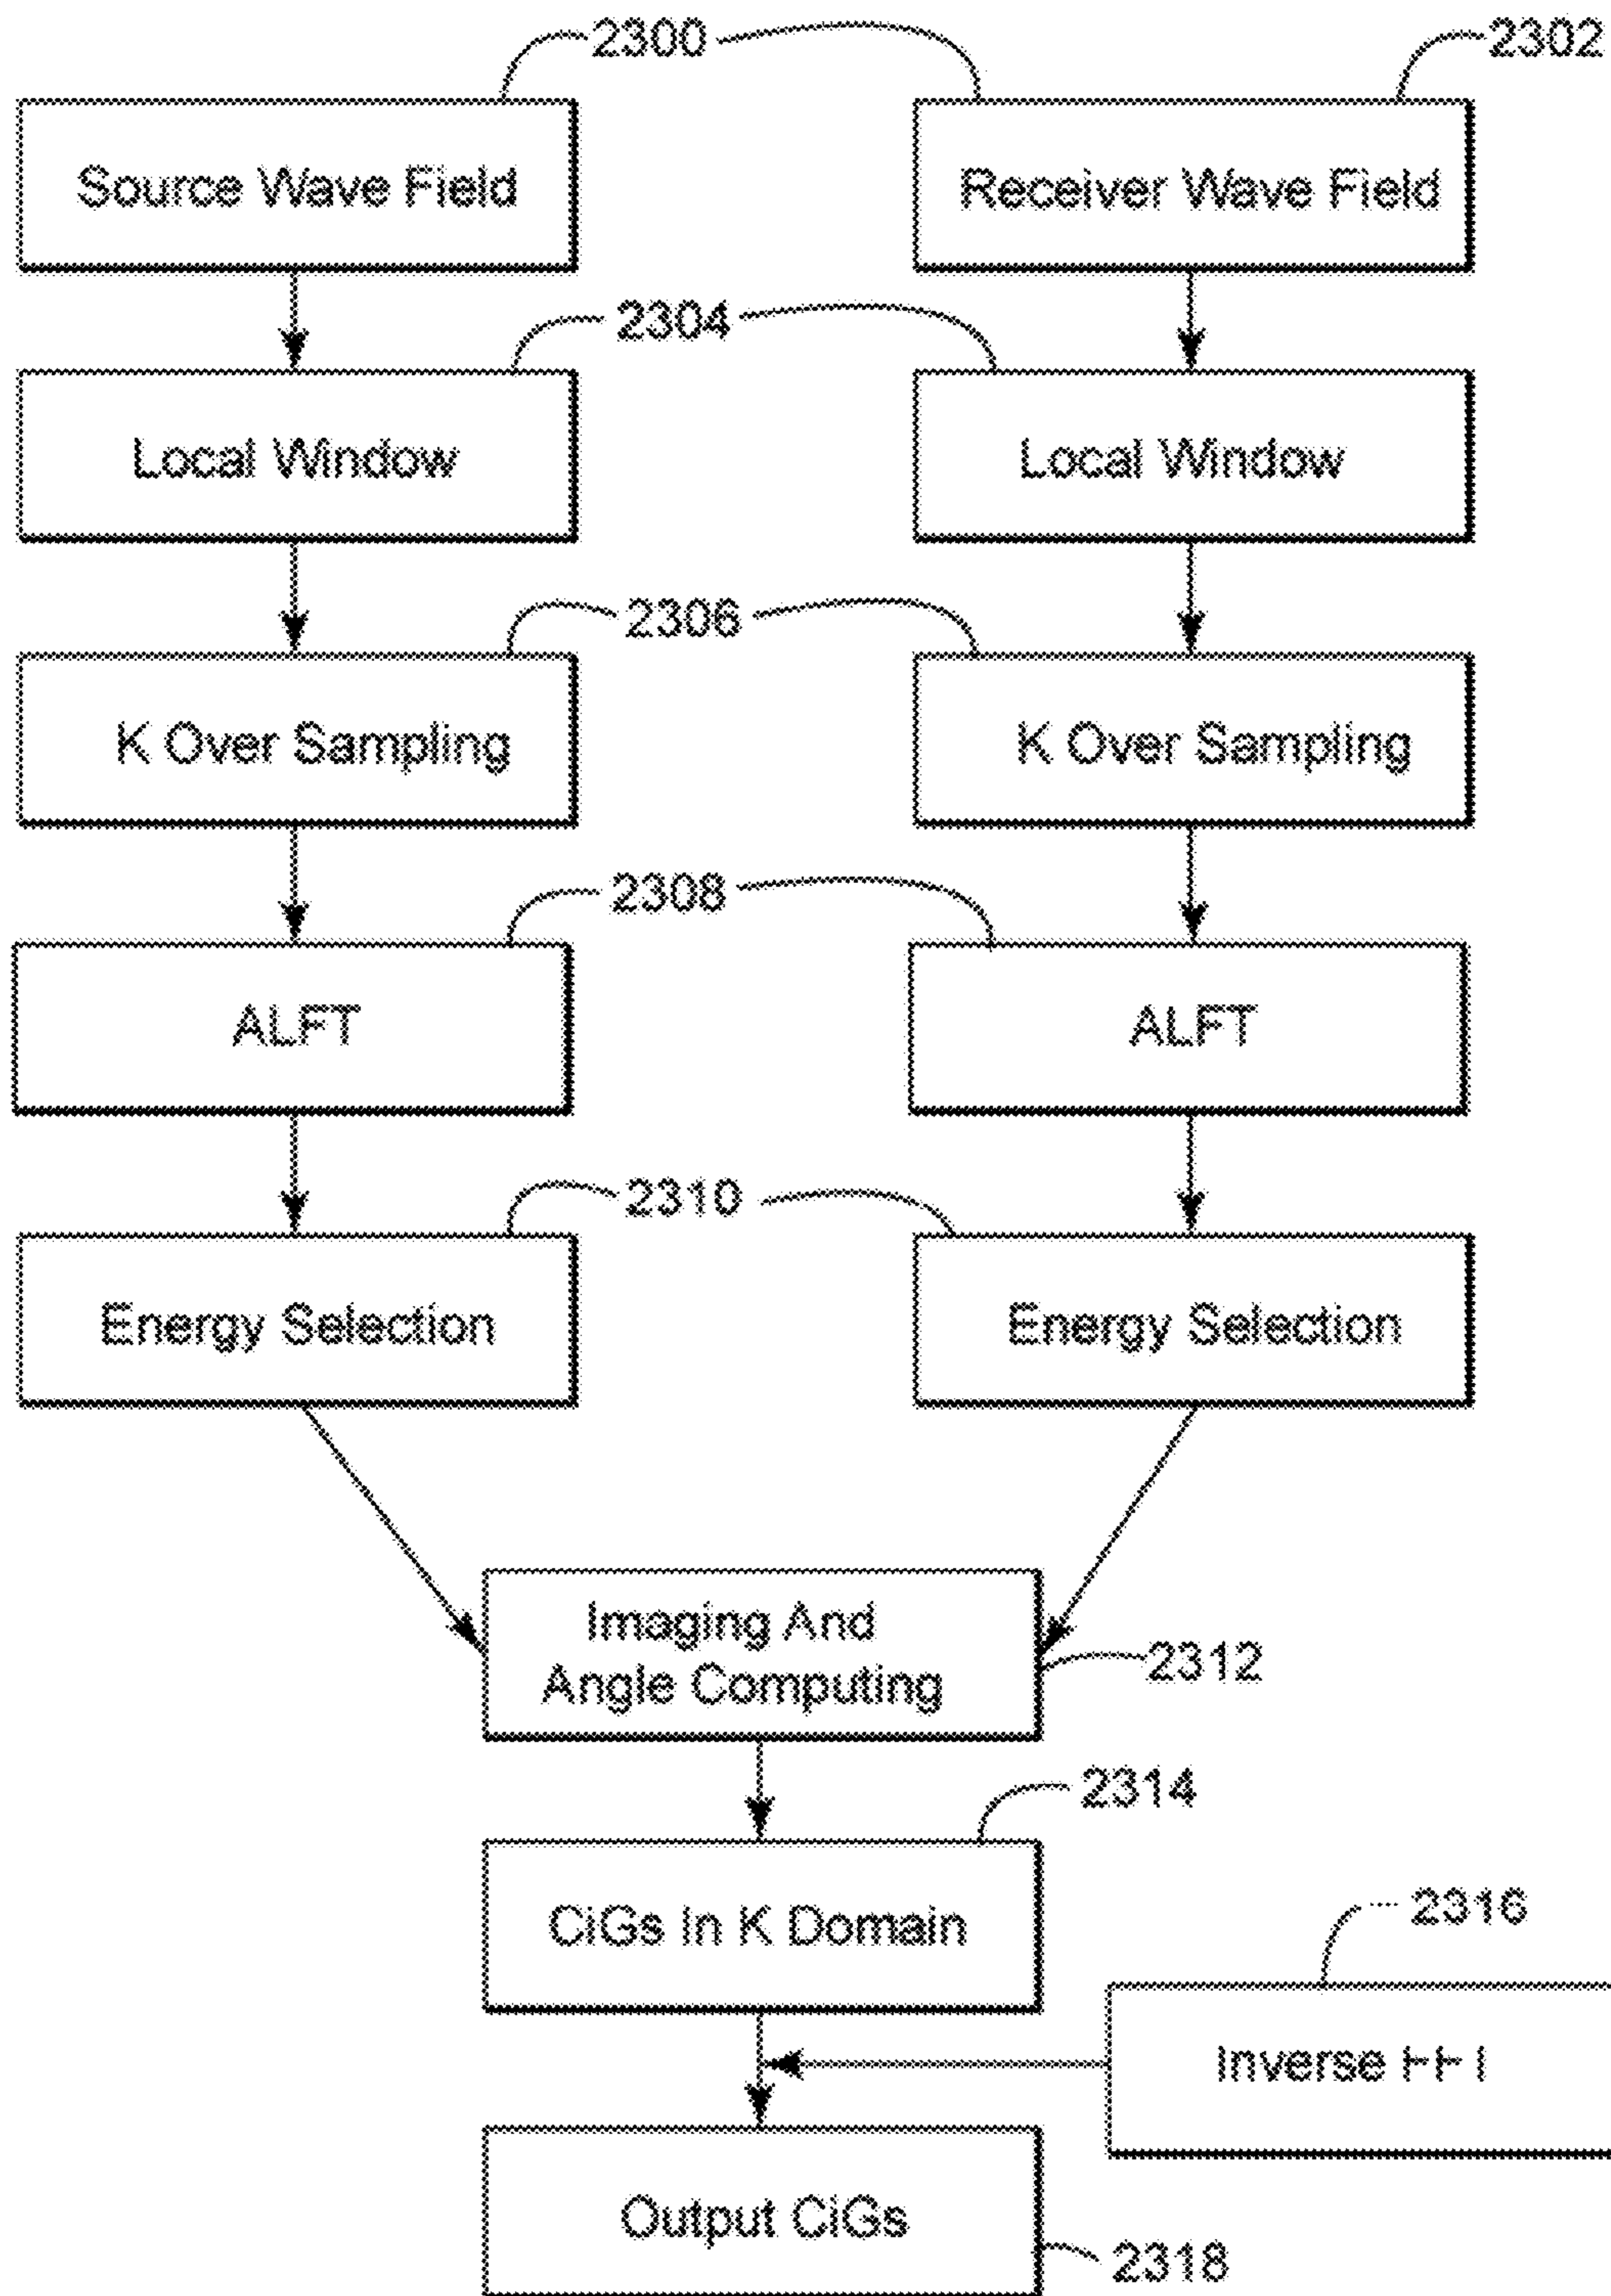 2300
2302
Source Wave Field
Receiver Wave Field
2304
Local Window
Local Window
2306
K Over Sampling
K Over Sampling
2308
ALFT
ALFT
2310
Energy Selection
Energy Selection
Imaging And
Angle Computing
2312
2314
CiGs In K Domain
2316
Inverse FFT
Output CiGs
2318